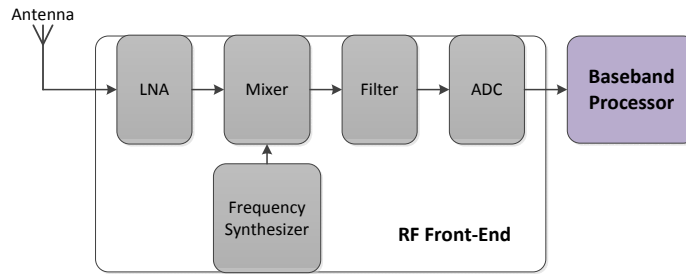 Antenna
LNA
Mixer
Filter
ADC
Baseband
Processor
Frequency
Synthesizer
RF Front-End